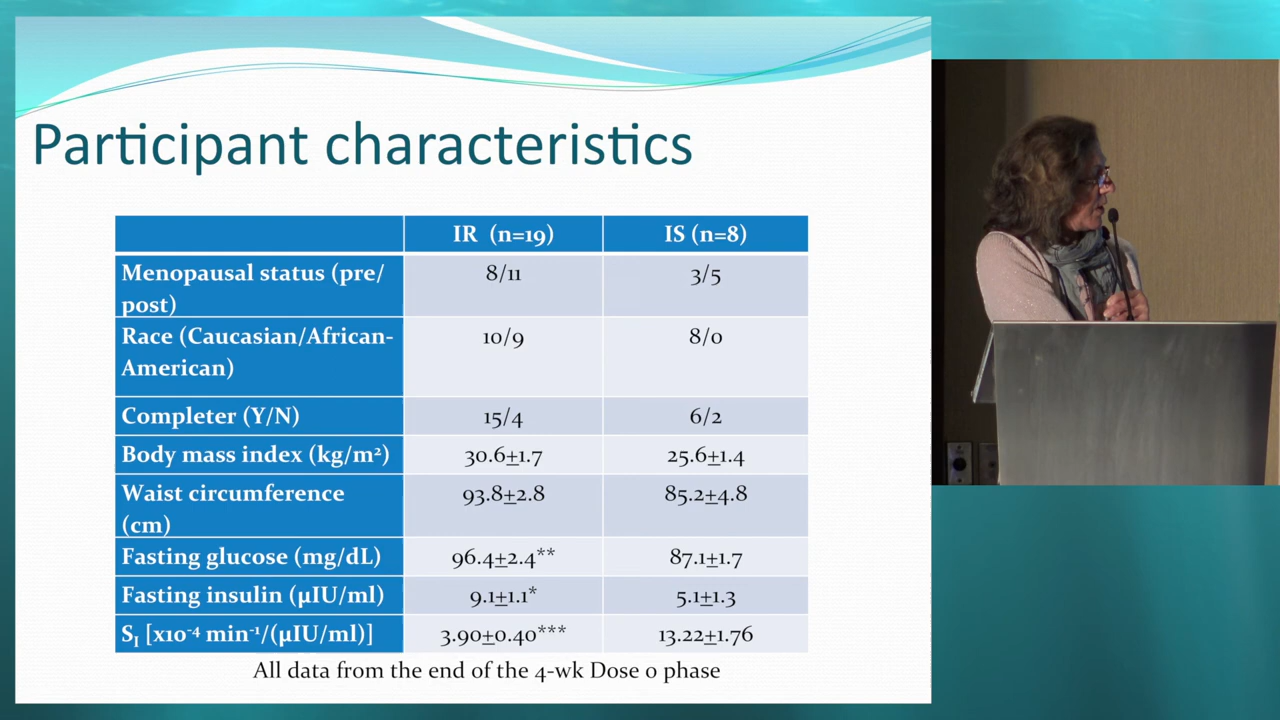 Participant characteristics
IR (n=19) IS (n=8)
Menopausal status (pre/ 8/11 3/5
post)
Race (Caucasian/African- 10/9 8/0
American)
Completer (Y/N) 15/4 6/2
Body mass index (kg/m²) 30.6±1.7 25.6±1.4
Waist circumference 93.8±2.8 85.2±4.8
(cm)
Fasting glucose (mg/dL) 96.4±2.4** 87.1±1.7
Fasting insulin (µIU/ml) 9.1±1.1* 5.1±1.3
S_I [x10⁻⁴ min⁻¹/(µIU/ml)] 3.90±0.40*** 13.22±1.76
All data from the end of the 4-wk Dose 0 phase